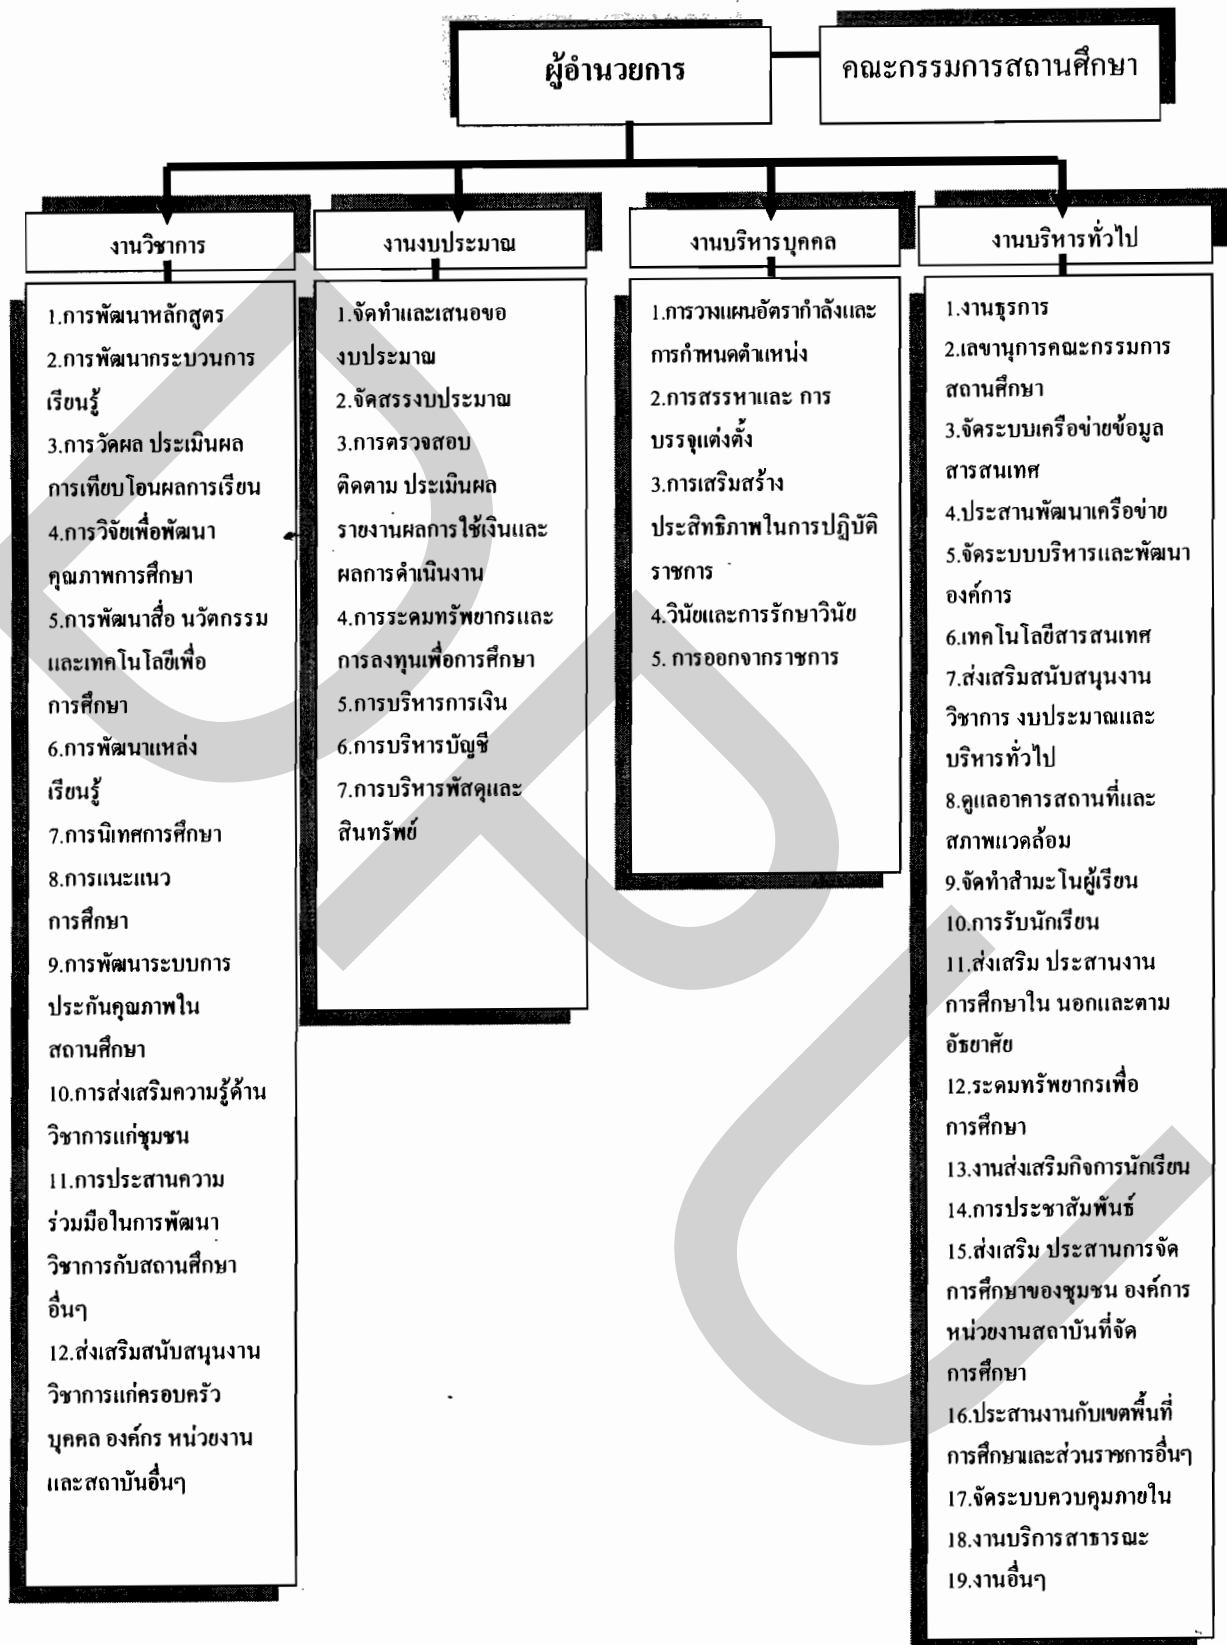 ผู้อำนวยการ
คณะกรรมการสถานศึกษา
งานวิชาการ
1.การพัฒนาหลักสูตร
2.การพัฒนากระบวนการ
เรียนรู้
3.การวัดผล ประเมินผล
การเทียบโอนผลการเรียน
4.การวิจัยเพื่อพัฒนา
คุณภาพการศึกษา
5.การพัฒนาสื่อ นวัตกรรม
และเทคโนโลยีเพื่อ
การศึกษา
6.การพัฒนาแหล่ง
เรียนรู้
7.การนิเทศการศึกษา
8.การแนะแนว
การศึกษา
9.การพัฒนาระบบการ
ประกันคุณภาพใน
สถานศึกษา
10.การส่งเสริมความรู้ด้าน
วิชาการแก่ชุมชน
11.การประสานความ
ร่วมมือในการพัฒนา
วิชาการกับสถานศึกษา
อื่นๆ
12.ส่งเสริมสนับสนุนงาน
วิชาการแก่ครอบครัว
บุคคล องค์กร หน่วยงาน
และสถาบันอื่นๆ
งานงบประมาณ
1.จัดทำและเสนอขอ
งบประมาณ
2.จัดสรรงบประมาณ
3.การตรวจสอบ
ติดตาม ประเมินผล
รายงานผลการใช้เงินและ
ผลการดำเนินงาน
4.การระดมทรัพยากรและ
การลงทุนเพื่อการศึกษา
5.การบริหารการเงิน
6.การบริหารบัญชี
7.การบริหารพัสดุและ
สินทรัพย์
งานบริหารบุคคล
1.การวางแผนอัตรากำลังและ
การกำหนดตำแหน่ง
2.การสรรหาและ การ
บรรจุแต่งตั้ง
3.การเสริมสร้าง
ประสิทธิภาพในการปฏิบัติ
ราชการ
4.วินัยและการรักษาวินัย
5. การออกจากราชการ
งานบริหารทั่วไป
1.งานธุรการ
2.เลขานุการคณะกรรมการ
สถานศึกษา
3.จัดระบบเครือข่ายข้อมูล
สารสนเทศ
4.ประสานพัฒนาเครือข่าย
5.จัดระบบบริหารและพัฒนา
องค์การ
6.เทคโนโลยีสารสนเทศ
7.ส่งเสริมสนับสนุนงาน
วิชาการ งบประมาณและ
บริหารทั่วไป
8.ดูแลอาคารสถานที่และ
สภาพแวดล้อม
9.จัดทำสำมะโนผู้เรียน
10.การรับนักเรียน
11.ส่งเสริม ประสานงาน
การศึกษาใน นอกและตาม
อัธยาศัย
12.ระดมทรัพยากรเพื่อ
การศึกษา
13.งานส่งเสริมกิจการนักเรียน
14.การประชาสัมพันธ์
15.ส่งเสริม ประสานการจัด
การศึกษาของชุมชน องค์การ
หน่วยงานสถาบันที่จัด
การศึกษา
16.ประสานงานกับเขตพื้นที่
การศึกษาและส่วนราชการอื่นๆ
17.จัดระบบควบคุมภายใน
18.งานบริการสาธารณะ
19.งานอื่นๆ
DPU